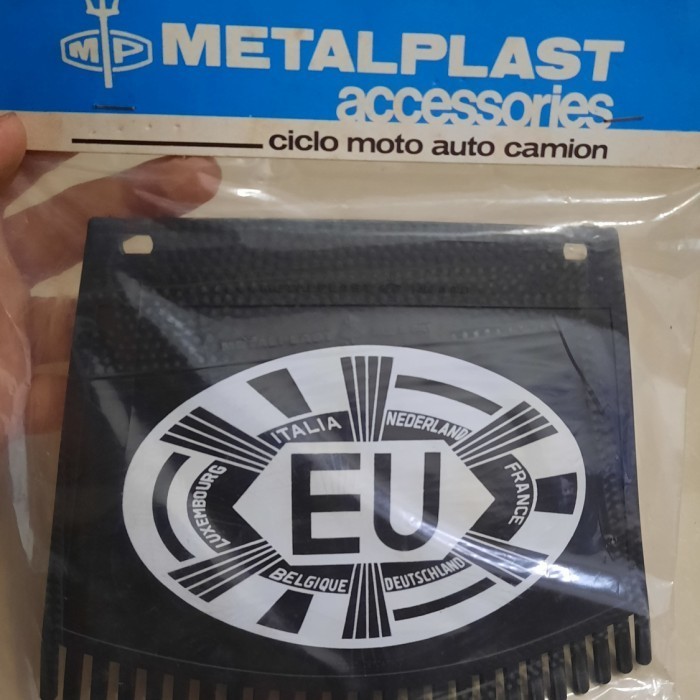 MP METALPLAST
accessories
ciclo moto auto camion
ITALIA
NEDERLAND
LUXEMBOURG
EU
FRANCE
BELGIQUE
DEUTSCHLAND